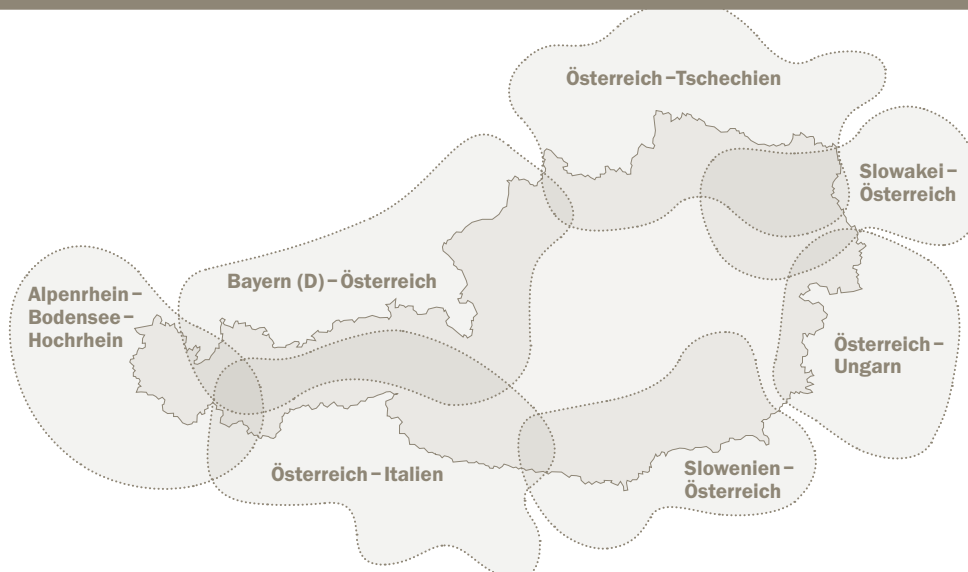 Österreich – Tschechien
Slowakei –
Österreich
Bayern (D) – Österreich
Alpenrhein –
Bodensee –
Hochrhein
Österreich –
Ungarn
Österreich – Italien
Slowenien –
Österreich